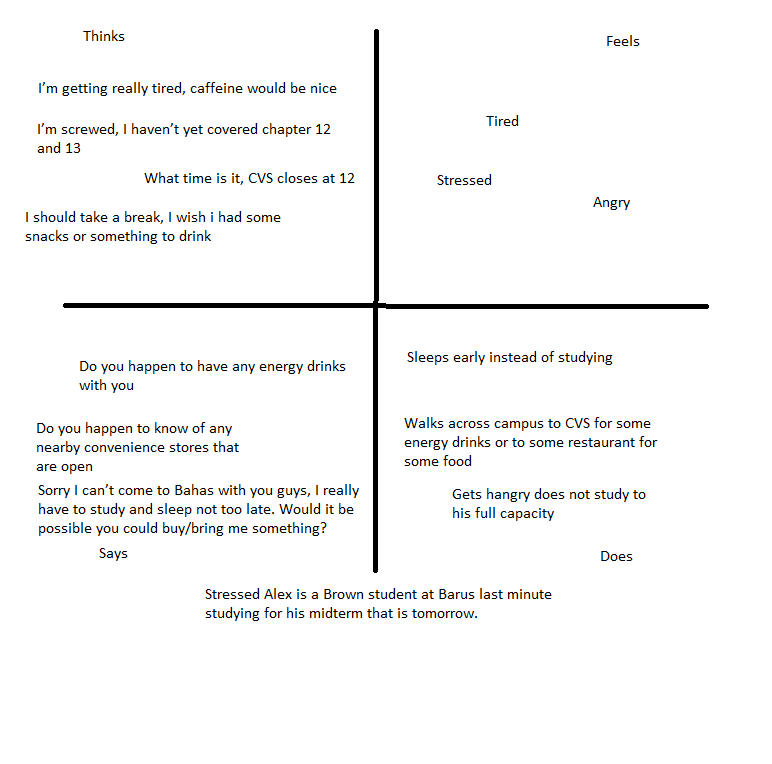 Thinks
I'm getting really tired, caffeine would be nice
I'm screwed, I haven't yet covered chapter 12
and 13
What time is it, CVS closes at 12
I should take a break, I wish i had some
snacks or something to drink
Feels
Tired
Stressed
Angry
Do you happen to have any energy drinks
with you
Do you happen to know of any
nearby convenience stores that
are open
Sorry I can't come to Bahas with you guys, I really
have to study and sleep not too late. Would it be
possible you could buy/bring me something?
Says
Sleeps early instead of studying
Walks across campus to CVS for some
energy drinks or to some restaurant for
some food
Gets hangry does not study to
his full capacity
Does
Stressed Alex is a Brown student at Barus last minute
studying for his midterm that is tomorrow.